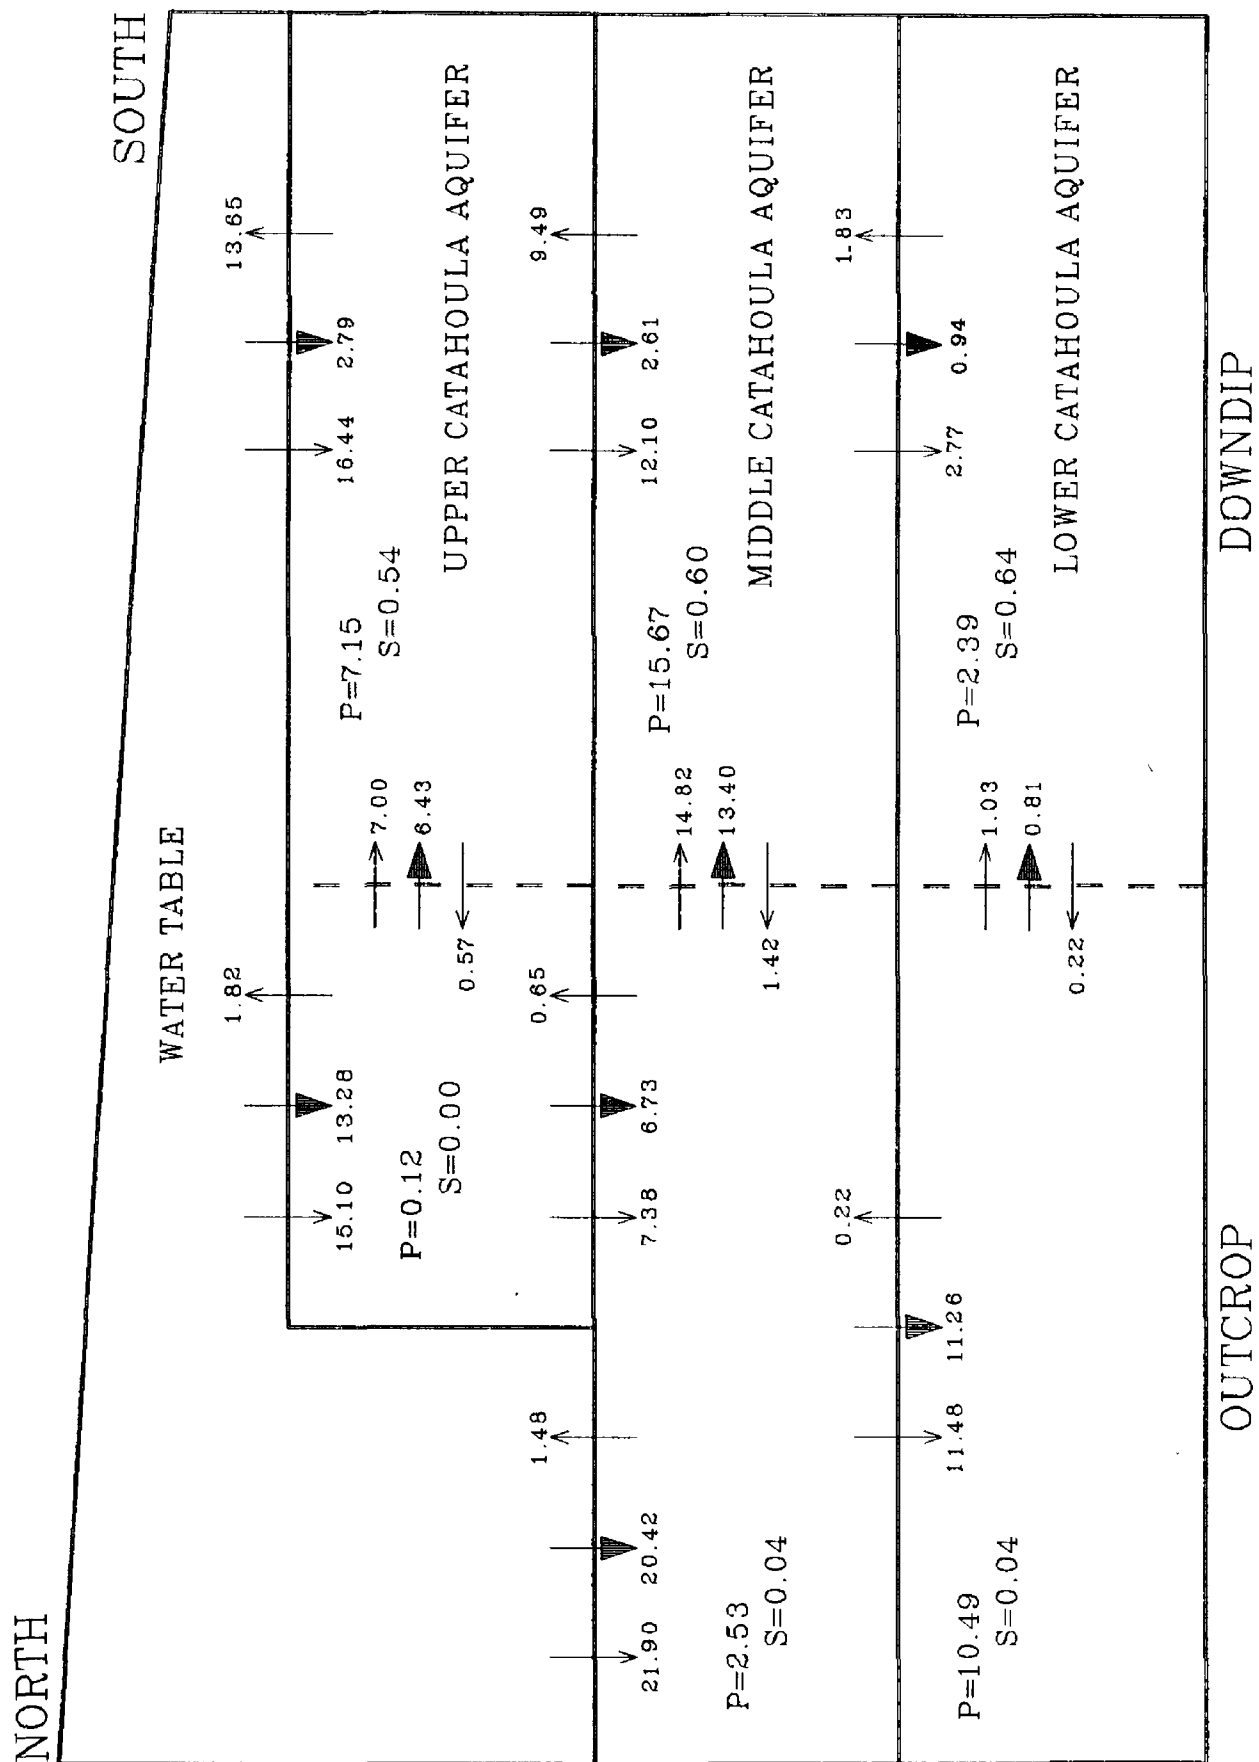 NORTH
SOUTH
WATER TABLE
1.82
13.65
15.10
13.28
16.44
2.79
P=0.12
S=0.00
7.00
6.43
0.57
P=7.15
S=0.54
UPPER CATAHOULA AQUIFER
1.48
0.65
9.49
21.90
20.42
7.38
6.73
12.10
2.61
P=2.53
S=0.04
14.82
13.40
1.42
P=15.67
S=0.60
MIDDLE CATAHOULA AQUIFER
0.22
1.83
11.48
11.26
2.77
0.94
P=10.49
S=0.04
1.03
0.81
0.22
P=2.39
S=0.64
LOWER CATAHOULA AQUIFER
OUTCROP
DOWNDIP